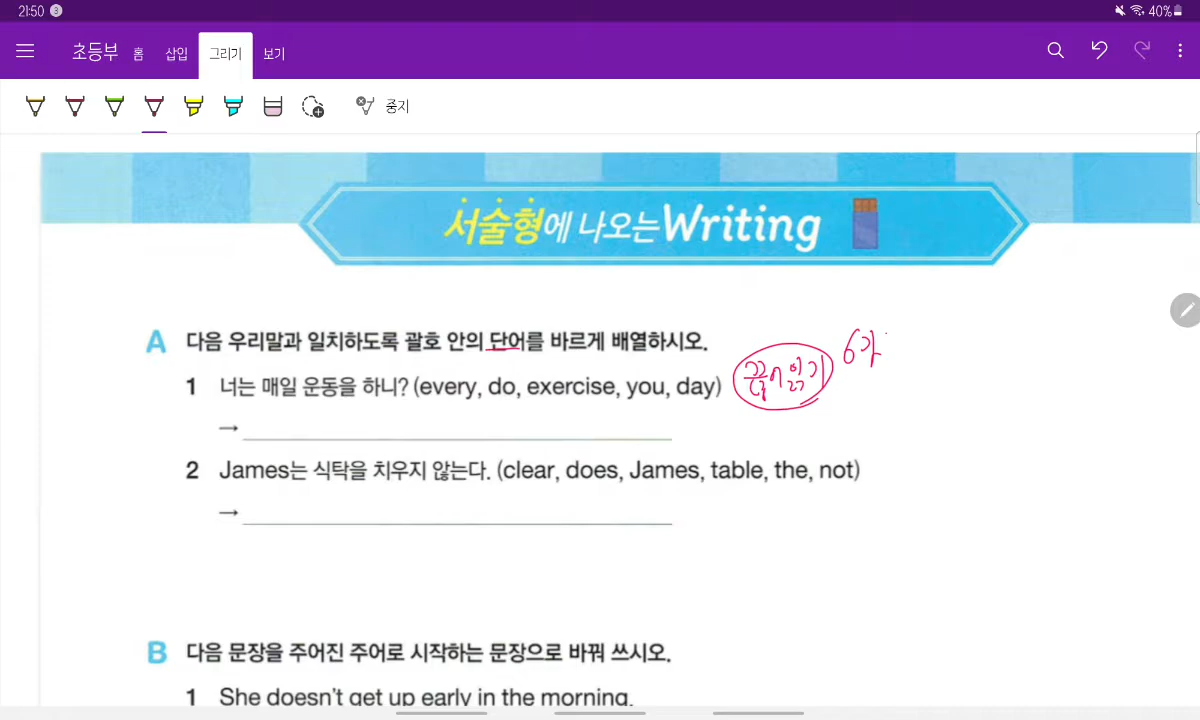 21:50 8 40%
초등부 홈 삽입 그리기 보기
중지
서술형에 나오는 Writing
A 다음 우리말과 일치하도록 괄호 안의 단어를 바르게 배열하시오.
1 너는 매일 운동을 하니? (every, do, exercise, you, day)
→
2 James는 식탁을 치우지 않는다. (clear, does, James, table, the, not)
→
B 다음 문장을 주어진 주어로 시작하는 문장으로 바꿔 쓰시오.
1 She doesn't get up early in the morning.